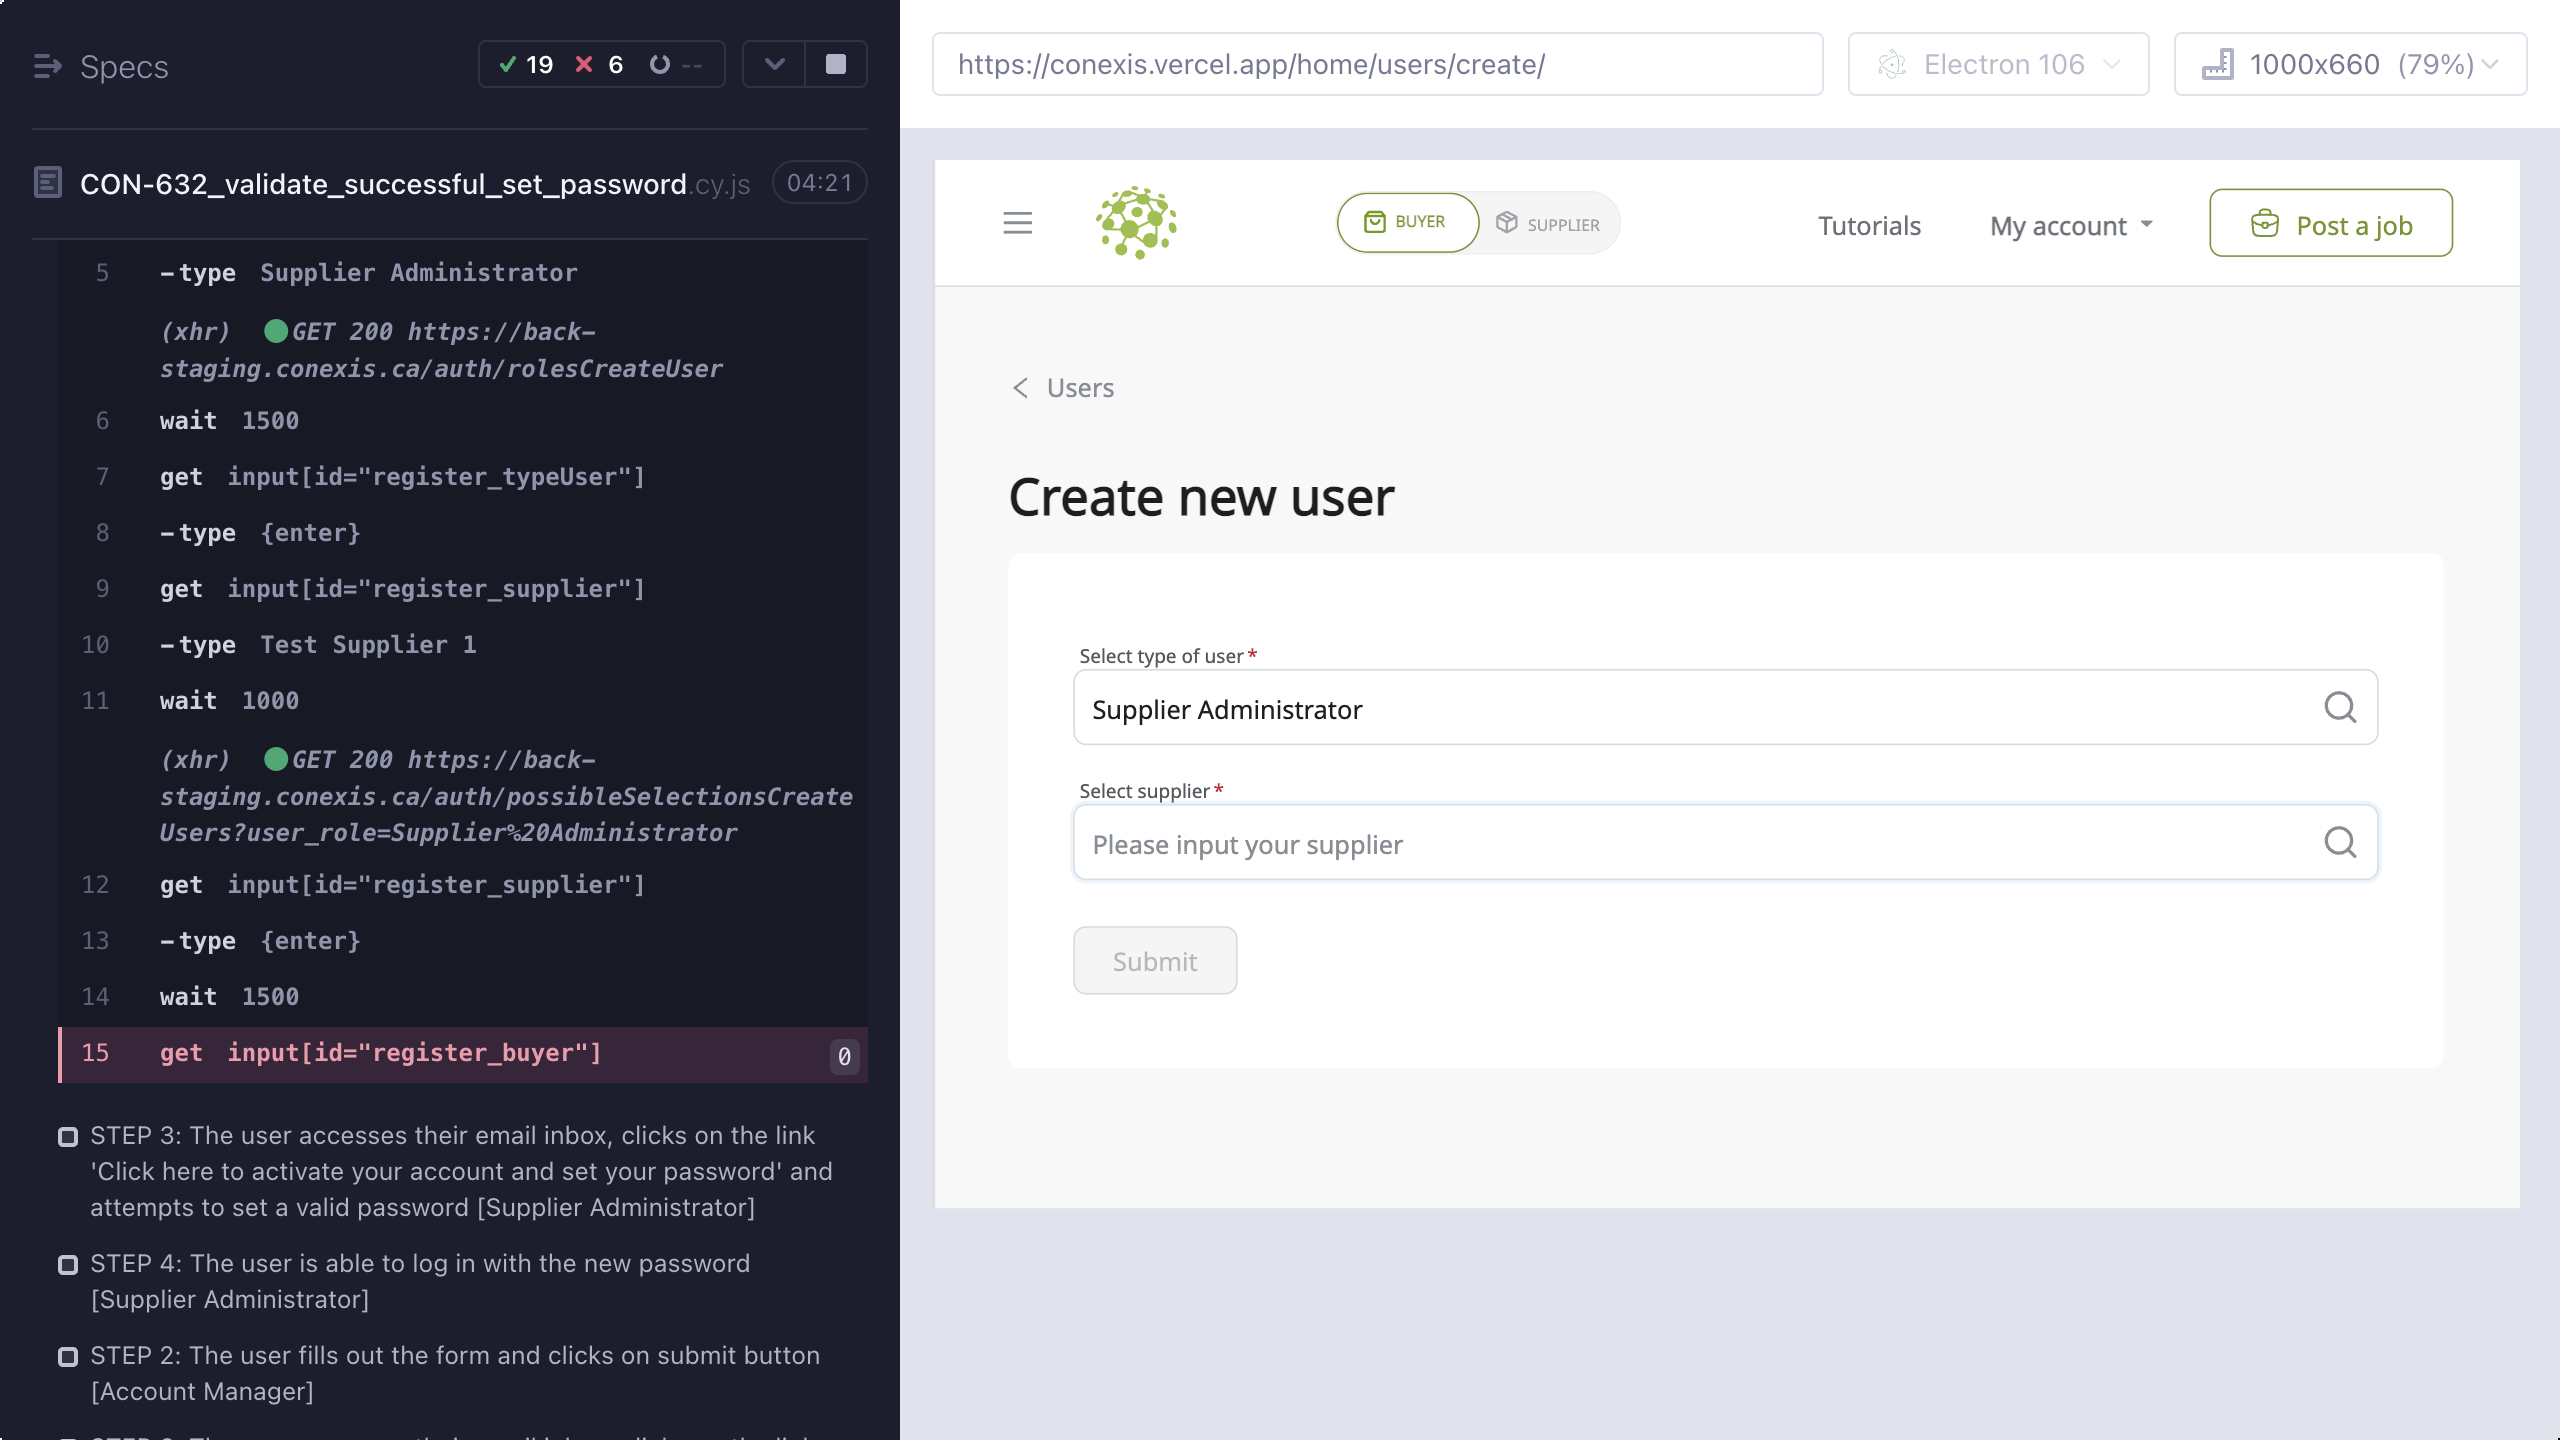 Specs
19 6 --
CON-632_validate_successful_set_password.cy.js 04:21
5 -type Supplier Administrator
(xhr) GET 200 https://back-
staging.conexis.ca/auth/rolesCreateUser
6 wait 1500
7 get input[id="register_typeUser"]
8 -type {enter}
9 get input[id="register_supplier"]
10 -type Test Supplier 1
11 wait 1000
(xhr) GET 200 https://back-
staging.conexis.ca/auth/possibleSelectionsCreate
Users?user_role=Supplier%20Administrator
12 get input[id="register_supplier"]
13 -type {enter}
14 wait 1500
15 get input[id="register_buyer"] 0
STEP 3: The user accesses their email inbox, clicks on the link
'Click here to activate your account and set your password' and
attempts to set a valid password [Supplier Administrator]
STEP 4: The user is able to log in with the new password
[Supplier Administrator]
STEP 2: The user fills out the form and clicks on submit button
[Account Manager]
https://conexis.vercel.app/home/users/create/
Electron 106
1000x660 (79%)
BUYER
SUPPLIER
Tutorials
My account
Post a job
Users
Create new user
Select type of user*
Supplier Administrator
Select supplier*
Please input your supplier
Submit